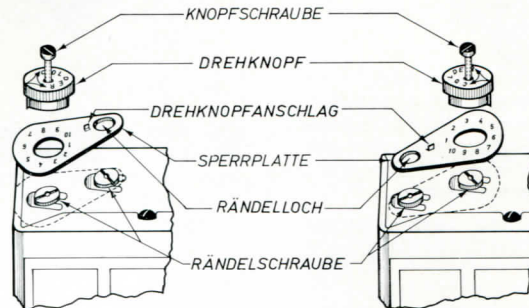 KNOPFSCHRAUBE
DREHKNOPF
DREHKNOPFANSCHLAG
SPERRPLATTE
RÄNDELLOCH
RÄNDELSCHRAUBE